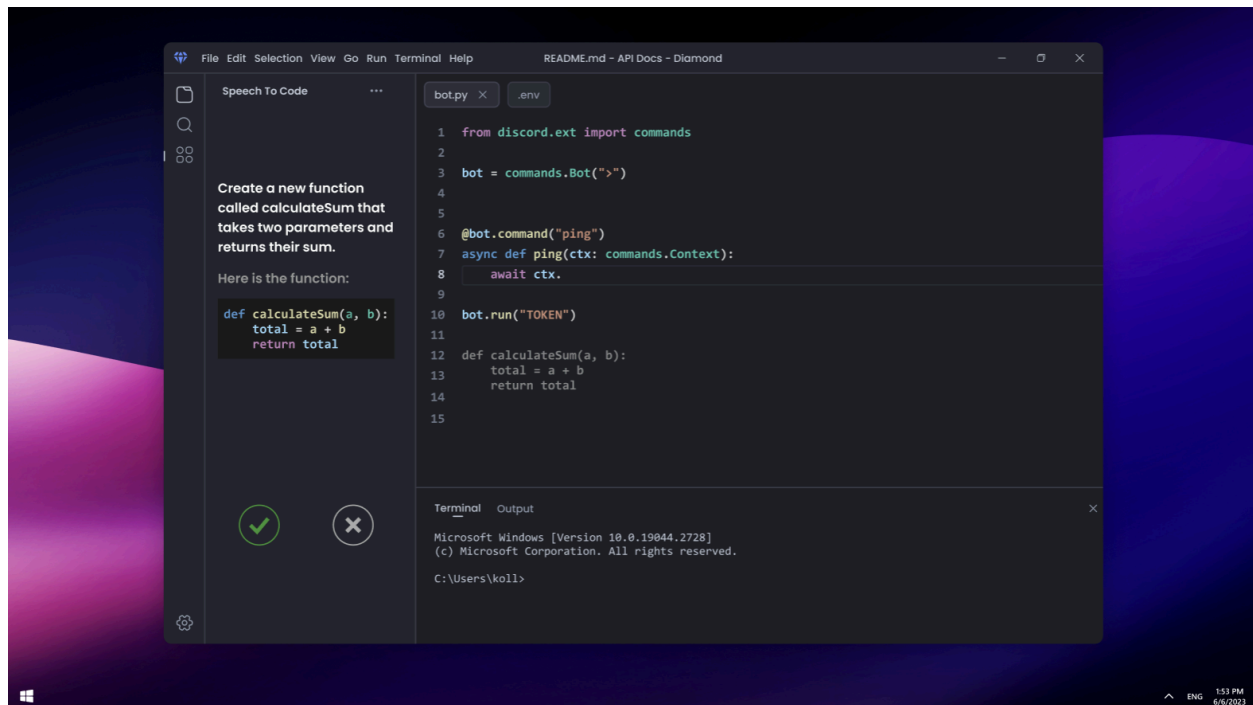 File Edit Selection View Go Run Terminal Help README.md - API Docs - Diamond
Speech To Code ...
Create a new function
called calculateSum that
takes two parameters and
returns their sum.
Here is the function:
def calculateSum(a, b):
    total = a + b
    return total
bot.py .env
1 from discord.ext import commands
2
3 bot = commands.Bot(">")
4
5
6 @bot.command("ping")
7 async def ping(ctx: commands.Context):
8     await ctx.
9
10 bot.run("TOKEN")
11
12 def calculateSum(a, b):
13     total = a + b
    return total
14
15
Terminal Output
Microsoft Windows [Version 10.0.19044.2728]
(c) Microsoft Corporation. All rights reserved.
C:\Users\koll>
ENG 1:53 PM
6/6/2023